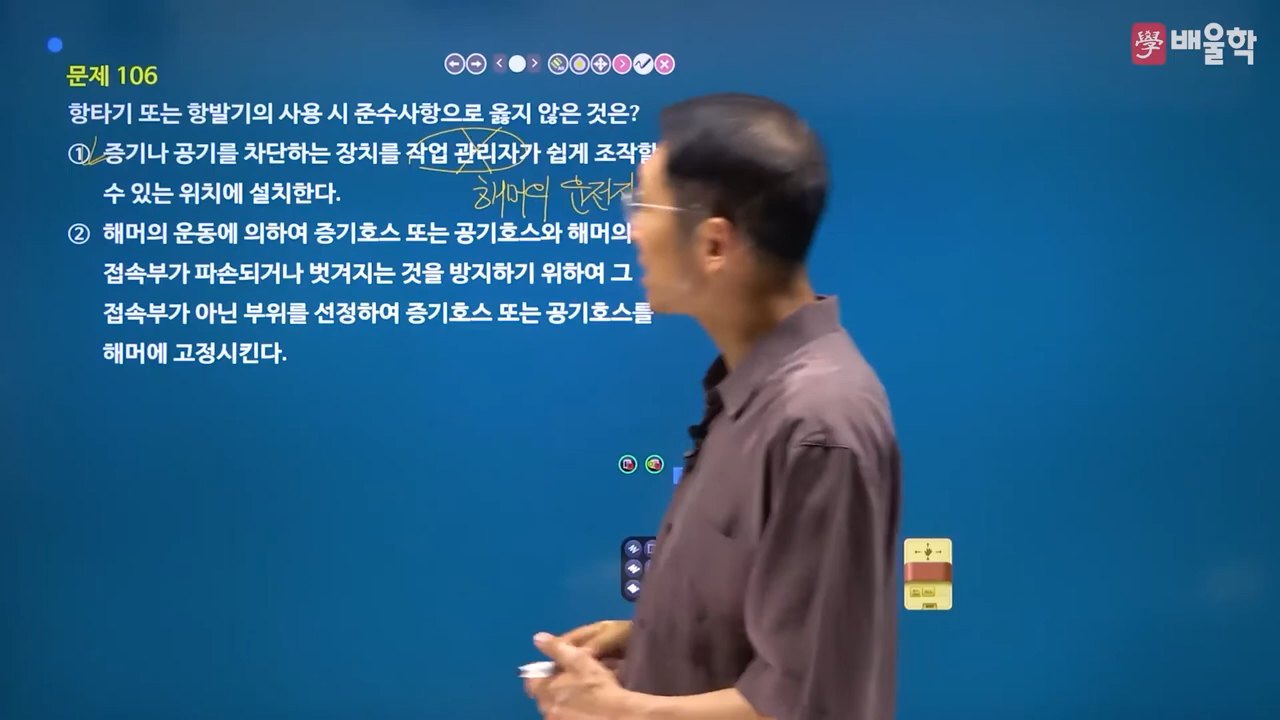 學 배울학
문제 106
항타기 또는 항발기의 사용 시 준수사항으로 옳지 않은 것은?
① 증기나 공기를 차단하는 장치를 작업 관리자가 쉽게 조작할
수 있는 위치에 설치한다.
해머의 운전자
② 해머의 운동에 의하여 증기호스 또는 공기호스와 해머의
접속부가 파손되거나 벗겨지는 것을 방지하기 위하여 그
접속부가 아닌 부위를 선정하여 증기호스 또는 공기호스를
해머에 고정시킨다.